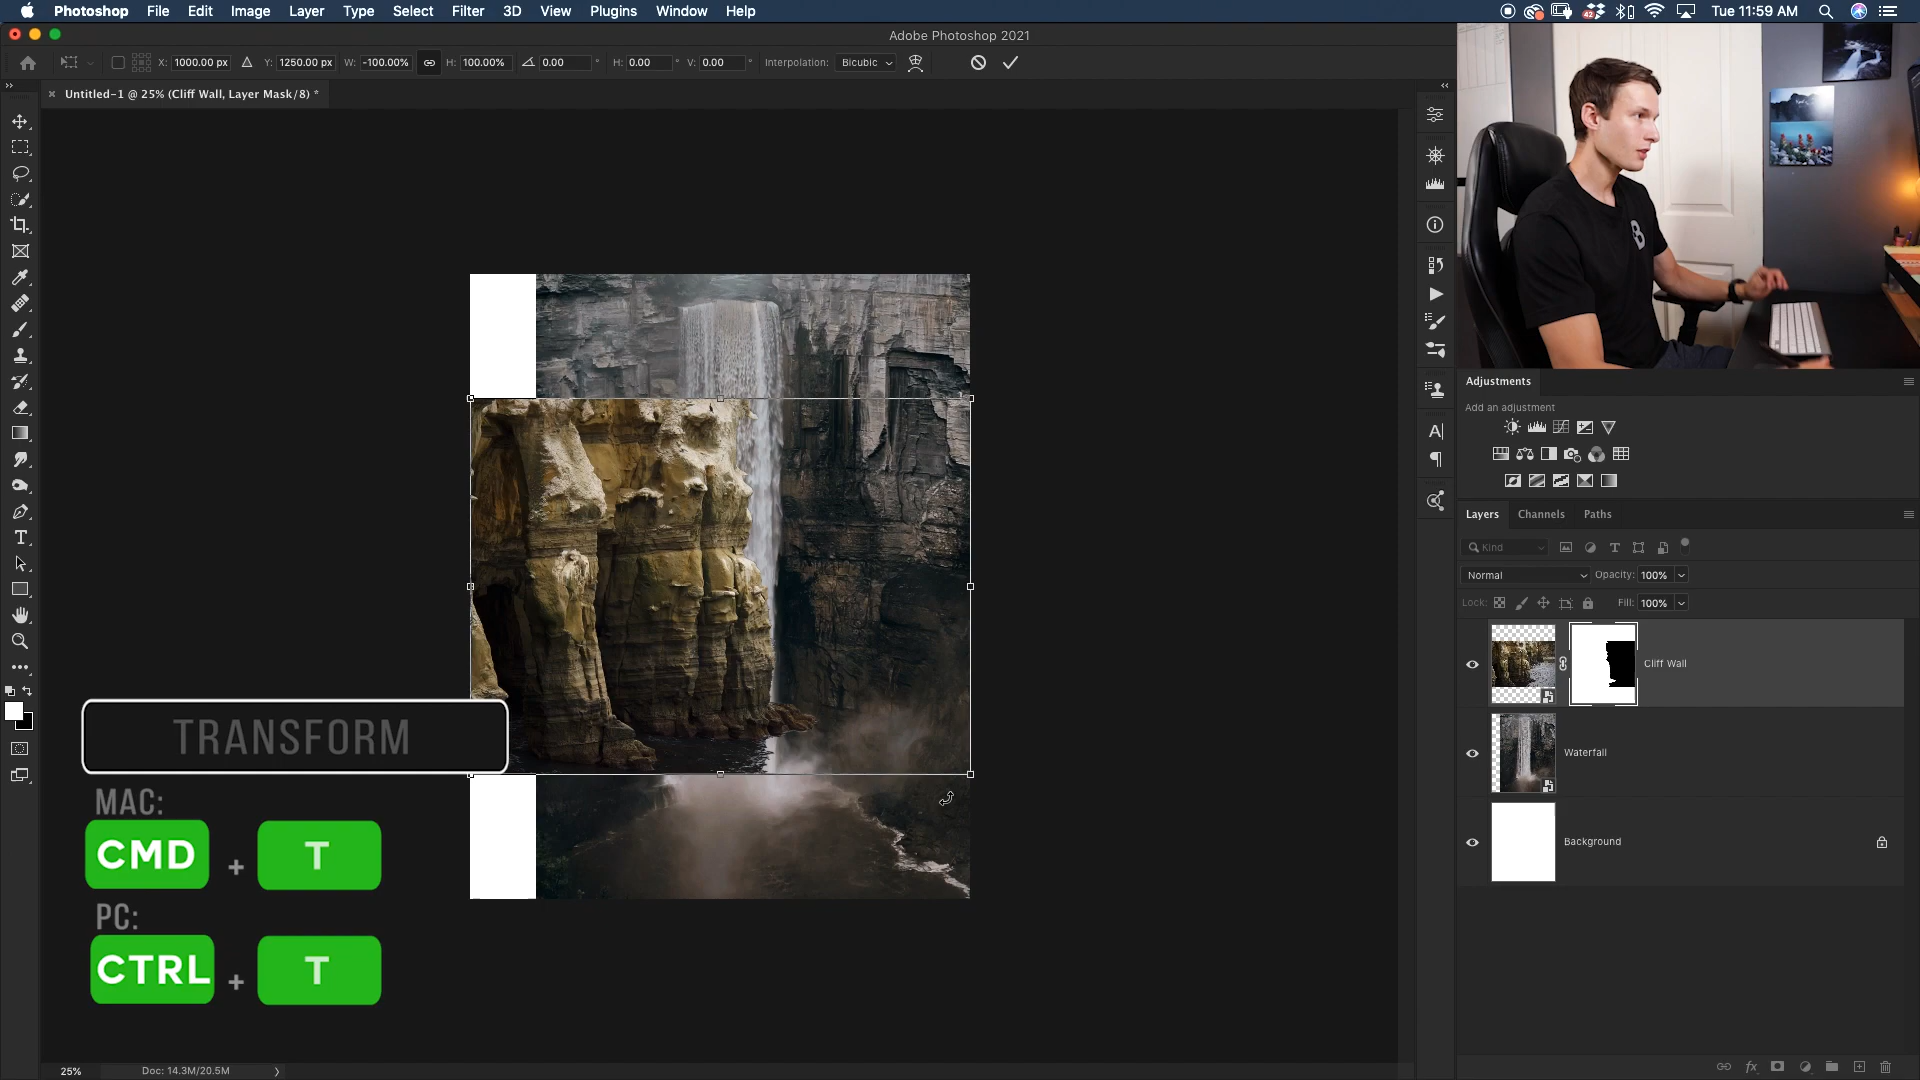 Photoshop File Edit Image Layer Type Select Filter 3D View Plugins Window Help
42
Tue 11:59 AM
Adobe Photoshop 2021
X: 1000.00 px Y: 1250.00 px W: -100.00% H: 100.00% 0.00 ° H: 0.00 ° V: 0.00 ° Interpolation: Bicubic
Untitled-1 @ 25% (Cliff Wall, Layer Mask/8) *
B
Adjustments
Add an adjustment
Layers Channels Paths
Kind
Normal Opacity: 100%
Lock: Fill: 100%
Cliff Wall
Waterfall
Background
TRANSFORM
MAC:
CMD + T
PC:
CTRL + T
25% Doc: 14.3M/20.5M